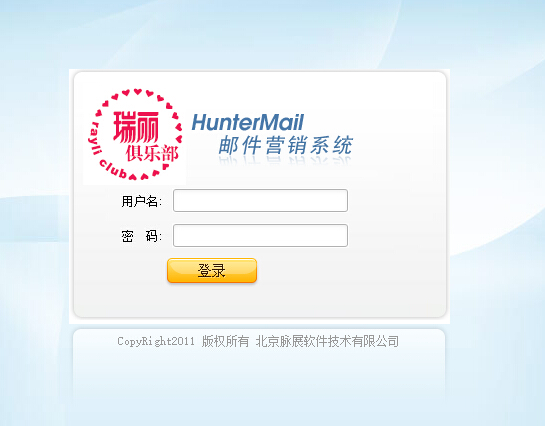 瑞丽
俱乐部
rayli club
HunterMail
邮件营销系统
用户名:
密 码:
登录
CopyRight2011 版权所有 北京脉展软件技术有限公司